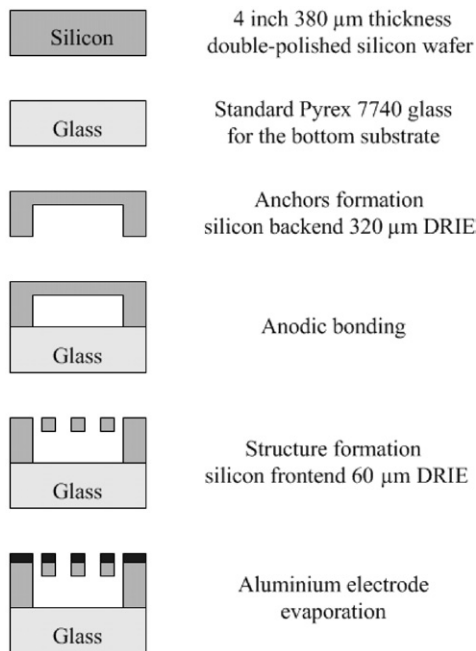 Silicon
4 inch 380 µm thickness
double-polished silicon wafer
Glass
Standard Pyrex 7740 glass
for the bottom substrate
Anchors formation
silicon backend 320 µm DRIE
Glass
Anodic bonding
Glass
Structure formation
silicon frontend 60 µm DRIE
Glass
Aluminium electrode
evaporation